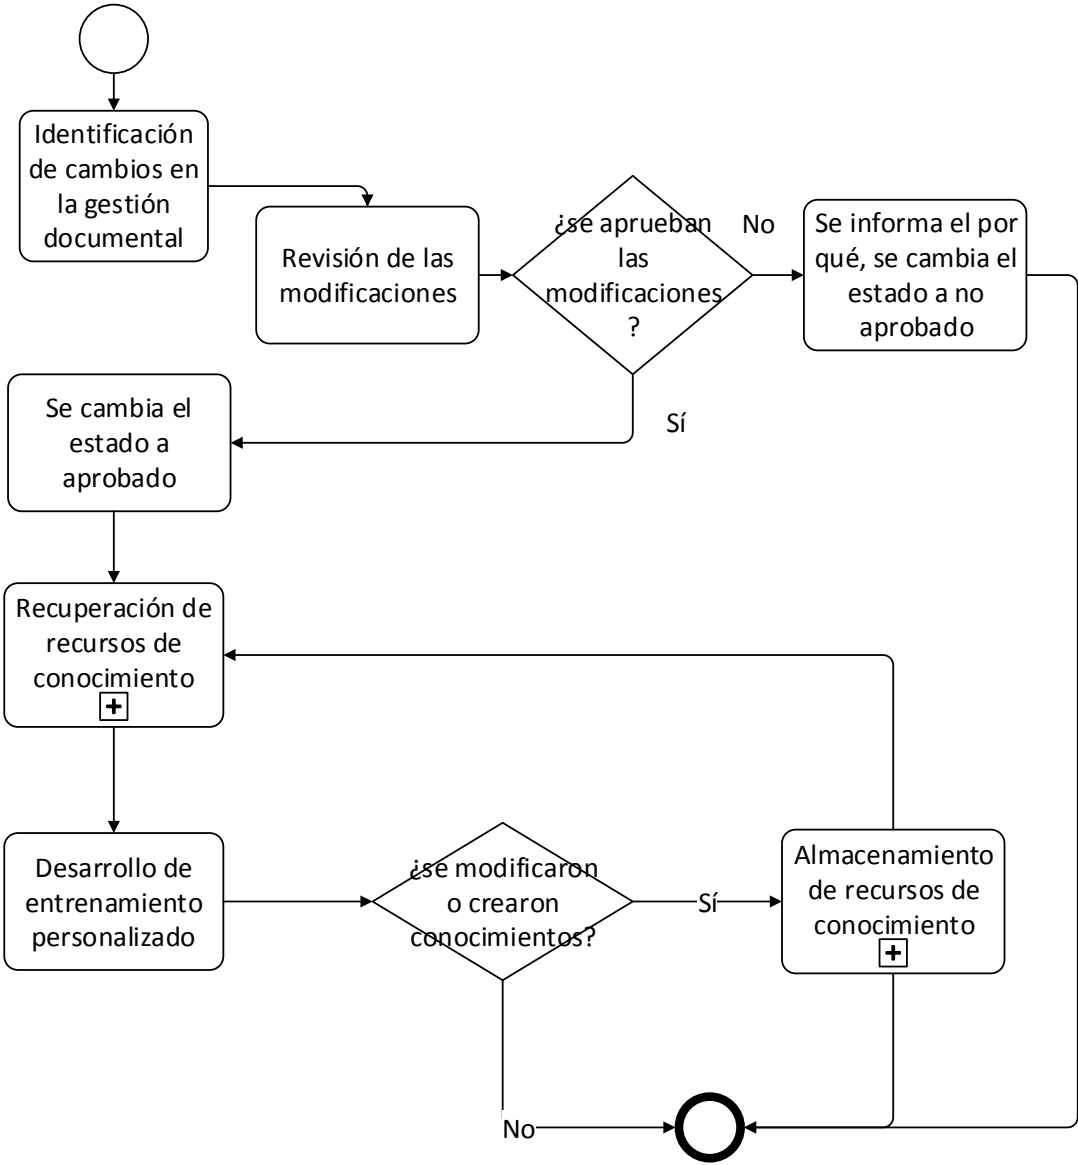 Identificación
de cambios en
la gestión
documental
Revisión de las
modificaciones
¿se aprueban
las
modificaciones
?
No
Se informa el por
qué, se cambia el
estado a no
aprobado
Sí
Se cambia el
estado a
aprobado
Recuperación de
recursos de
conocimiento
Desarrollo de
entrenamiento
personalizado
¿se modificaron
o crearon
conocimientos?
Sí
Almacenamiento
de recursos de
conocimiento
No